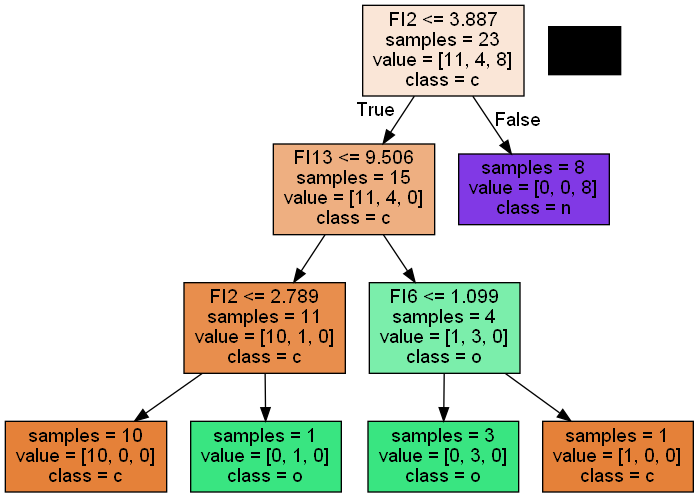 FI2 <= 3.887
samples = 23
value = [11, 4, 8]
class = c
True
False
FI13 <= 9.506
samples = 15
value = [11, 4, 0]
class = c
samples = 8
value = [0, 0, 8]
class = n
FI2 <= 2.789
samples = 11
value = [10, 1, 0]
class = c
FI6 <= 1.099
samples = 4
value = [1, 3, 0]
class = o
samples = 10
value = [10, 0, 0]
class = c
samples = 1
value = [0, 1, 0]
class = o
samples = 3
value = [0, 3, 0]
class = o
samples = 1
value = [1, 0, 0]
class = c